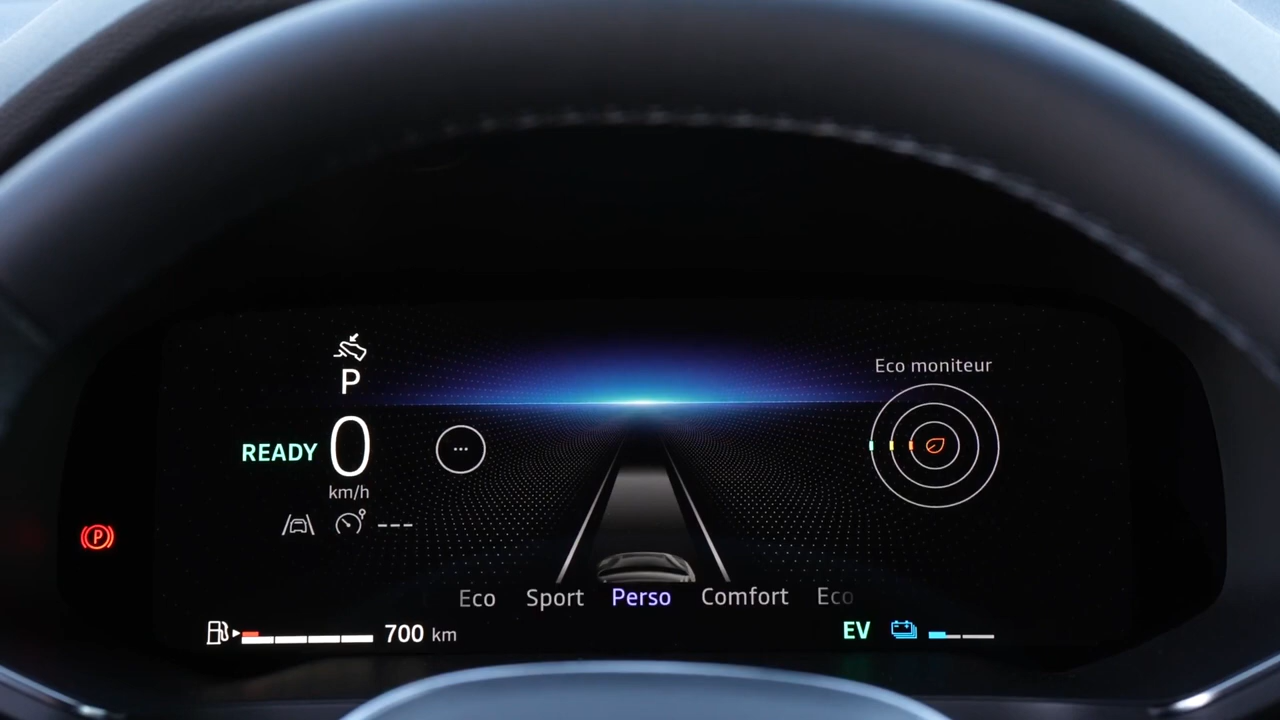 P
Eco moniteur
READY 0
km/h
---
P
Eco Sport Perso Comfort Eco
700 km
EV